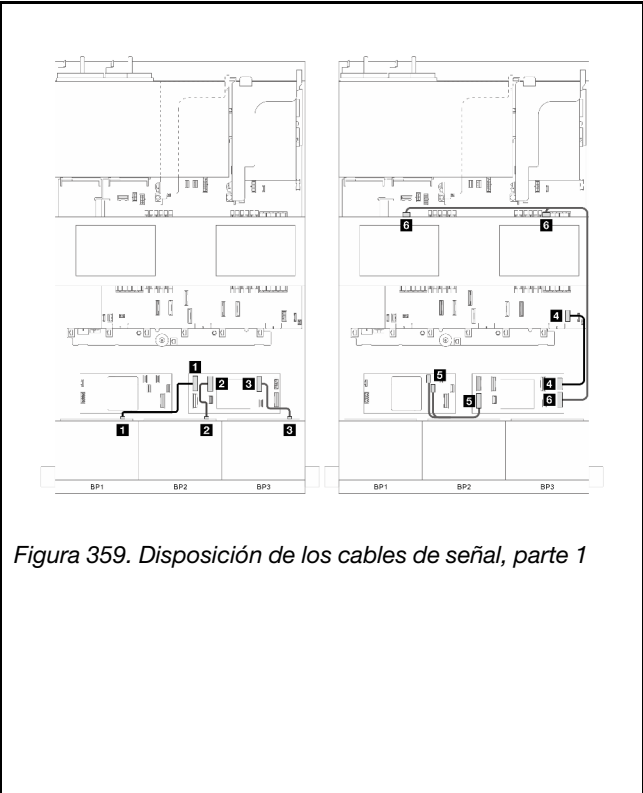 6 6
4
1
2 3
5
4
5 6
1 2 3
BP1 BP2 BP3 BP1 BP2 BP3
Figura 359. Disposición de los cables de señal, parte 1